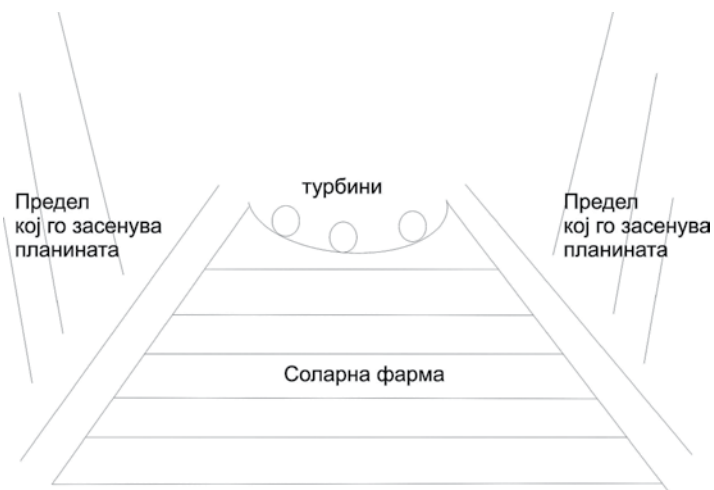 турбини
Предел
кој го засенува
планината
Предел
кој го засенува
планината
Соларна фарма